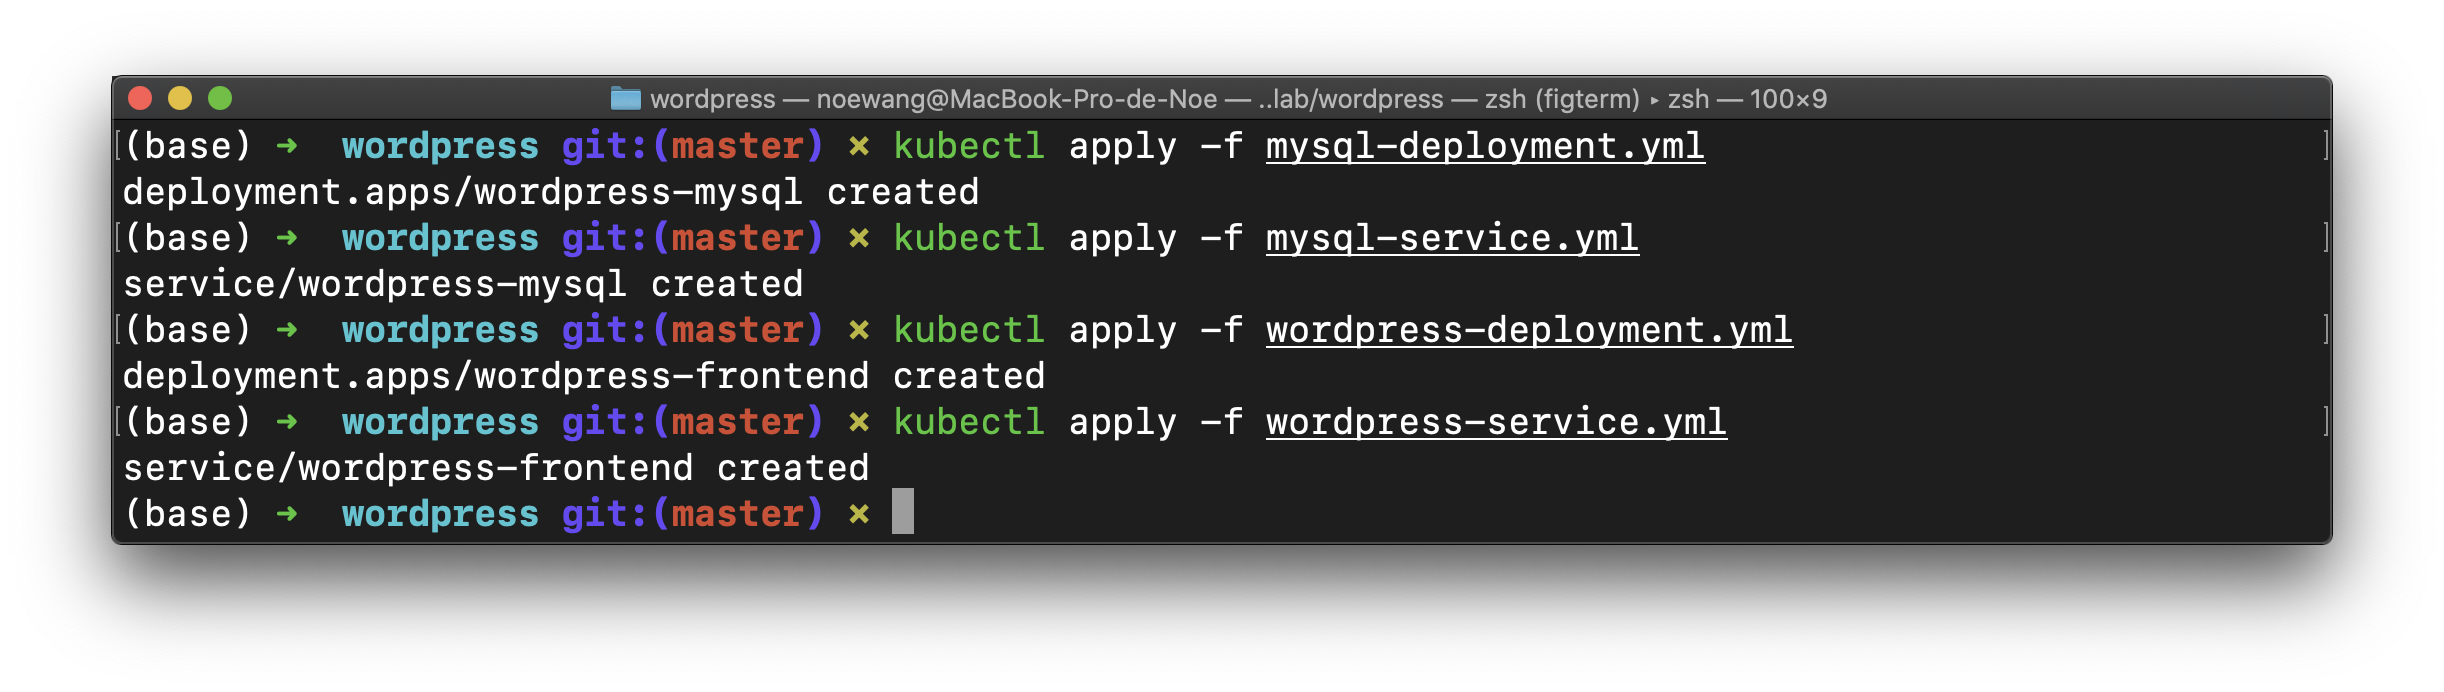 wordpress — noewang@MacBook-Pro-de-Noe — ..lab/wordpress — zsh (figterm) ▸ zsh — 100×9
(base) ➜  wordpress git:(master) ✗ kubectl apply -f mysql-deployment.yml
deployment.apps/wordpress-mysql created
(base) ➜  wordpress git:(master) ✗ kubectl apply -f mysql-service.yml
service/wordpress-mysql created
(base) ➜  wordpress git:(master) ✗ kubectl apply -f wordpress-deployment.yml
deployment.apps/wordpress-frontend created
(base) ➜  wordpress git:(master) ✗ kubectl apply -f wordpress-service.yml
service/wordpress-frontend created
(base) ➜  wordpress git:(master) ✗